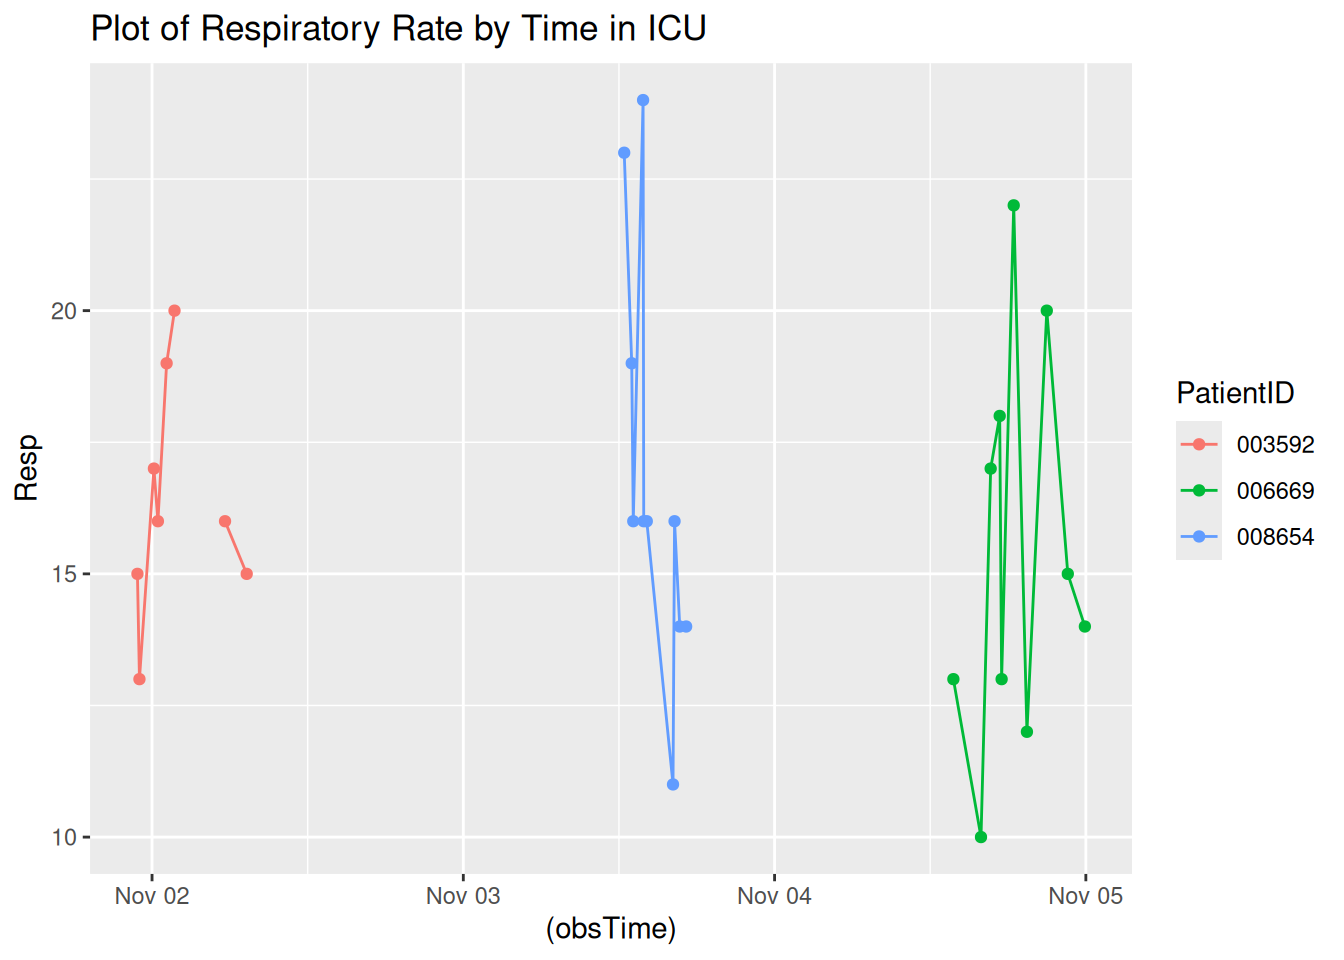 Plot of Respiratory Rate by Time in ICU
Resp
20
15
10
Nov 02
Nov 03
Nov 04
Nov 05
(obsTime)
PatientID
003592
006669
008654